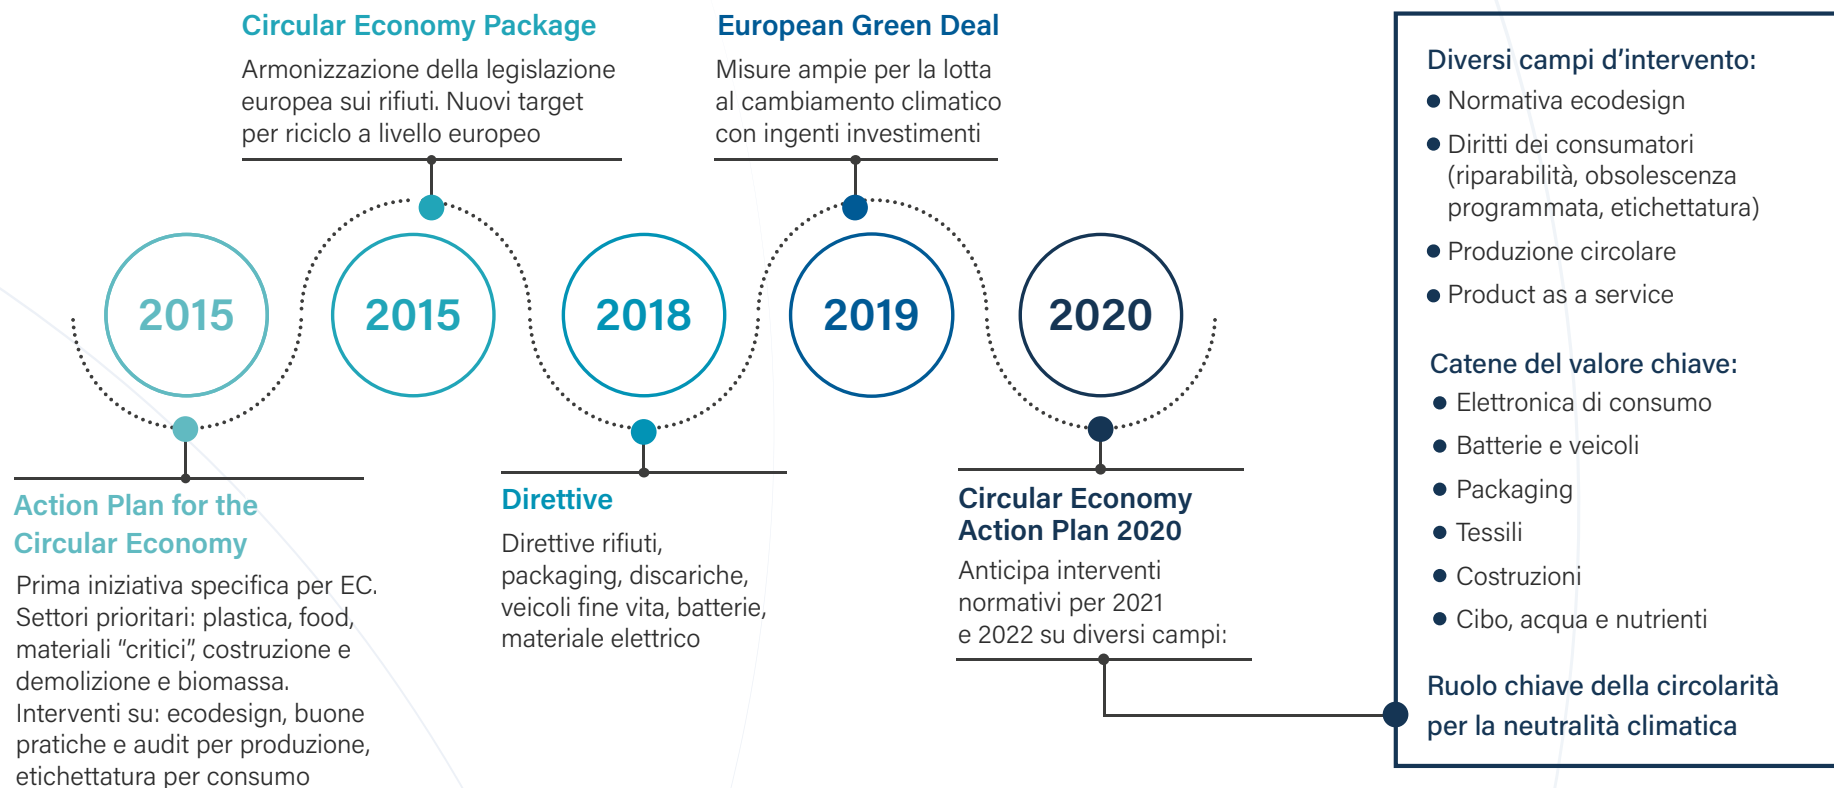 Circular Economy Package
Armonizzazione della legislazione
europea sui rifiuti. Nuovi target
per riciclo a livello europeo
European Green Deal
Misure ampie per la lotta
al cambiamento climatico
con ingenti investimenti
2015
2015
2018
2019
2020
Action Plan for the
Circular Economy
Prima iniziativa specifica per EC.
Settori prioritari: plastica, food,
materiali “critici”, costruzione e
demolizione e biomassa.
Interventi su: ecodesign, buone
pratiche e audit per produzione,
etichettatura per consumo
Direttive
Direttive rifiuti,
packaging, discariche,
veicoli fine vita, batterie,
materiale elettrico
Circular Economy
Action Plan 2020
Anticipa interventi
normativi per 2021
e 2022 su diversi campi:
Diversi campi d’intervento:
Normativa ecodesign
Diritti dei consumatori
(riparabilità, obsolescenza
programmata, etichettatura)
Produzione circolare
Product as a service
Catene del valore chiave:
Elettronica di consumo
Batterie e veicoli
Packaging
Tessili
Costruzioni
Cibo, acqua e nutrienti
Ruolo chiave della circolarità
per la neutralità climatica